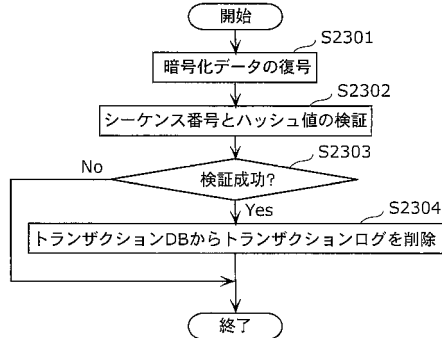 開始
S2301
暗号化データの復号
S2302
シーケンス番号とハッシュ値の検証
S2303
No
検証成功?
Yes
S2304
トランザクションDBからトランザクションログを削除
終了